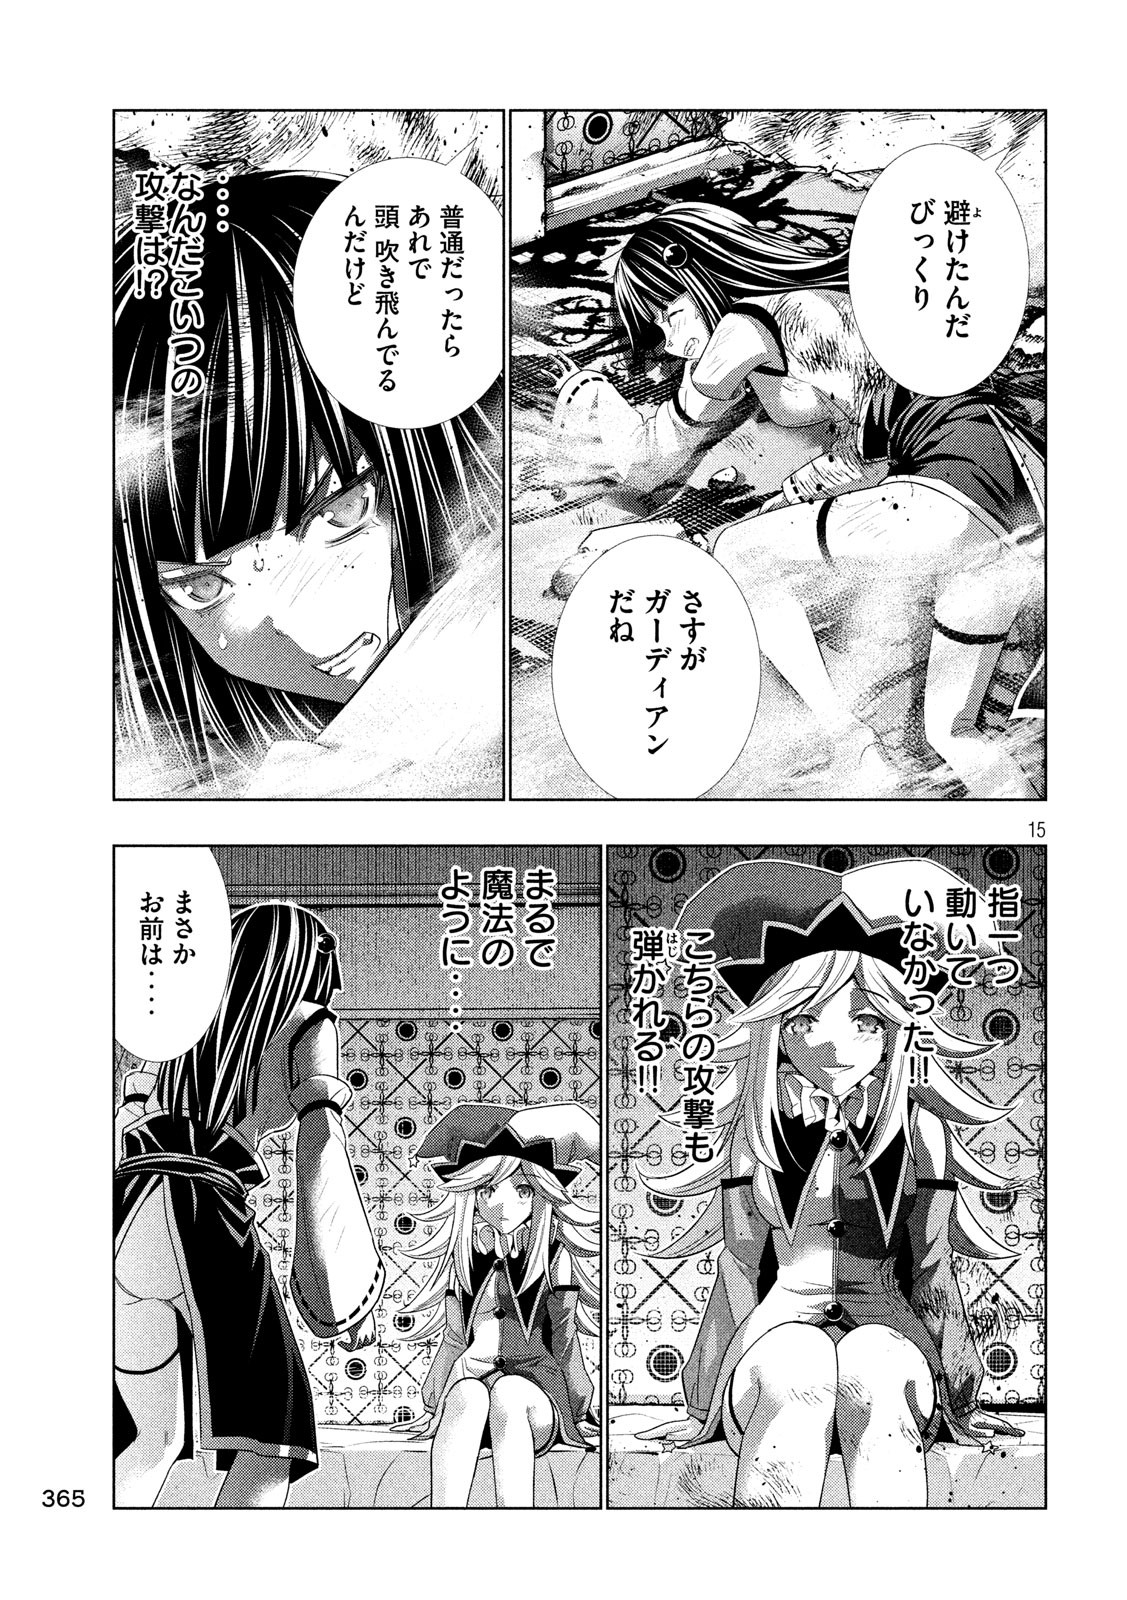 避けたんだ
よ
びっくり
さすが
ガーディアン
だね
普通だったら
あれで
頭 吹き飛んでる
んだけど
‥‥
なんだこいつの
攻撃は!?
15
指一つ
動いて
いなかった!!
こちらの攻撃も
弾かれる!!
はじ
まるで
魔法の
ように‥‥
まさか
お前は‥‥
365